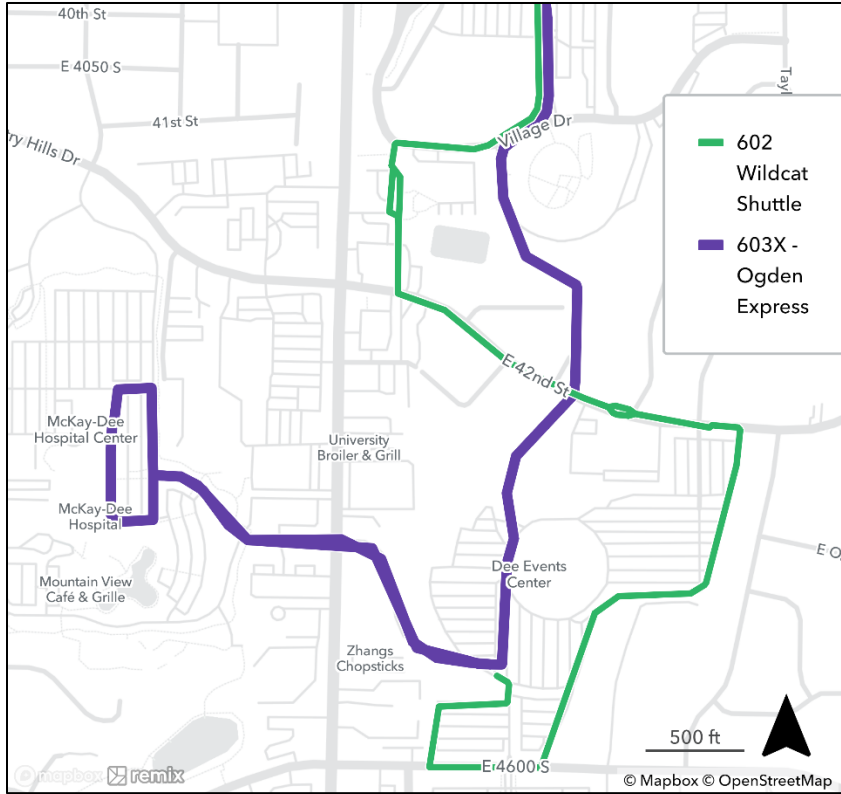 40th St
E 4050 S
41st St
try Hills Dr
Village Dr
Tayl
602
Wildcat
Shuttle
603X -
Ogden
Express
E 42nd St
McKay-Dee
Hospital Center
University
Broiler & Grill
McKay-Dee
Hospital
Dee Events
Center
E O
Mountain View
Café & Grille
Zhangs
Chopsticks
500 ft
E 4600 S
mapbox remix
© Mapbox © OpenStreetMap